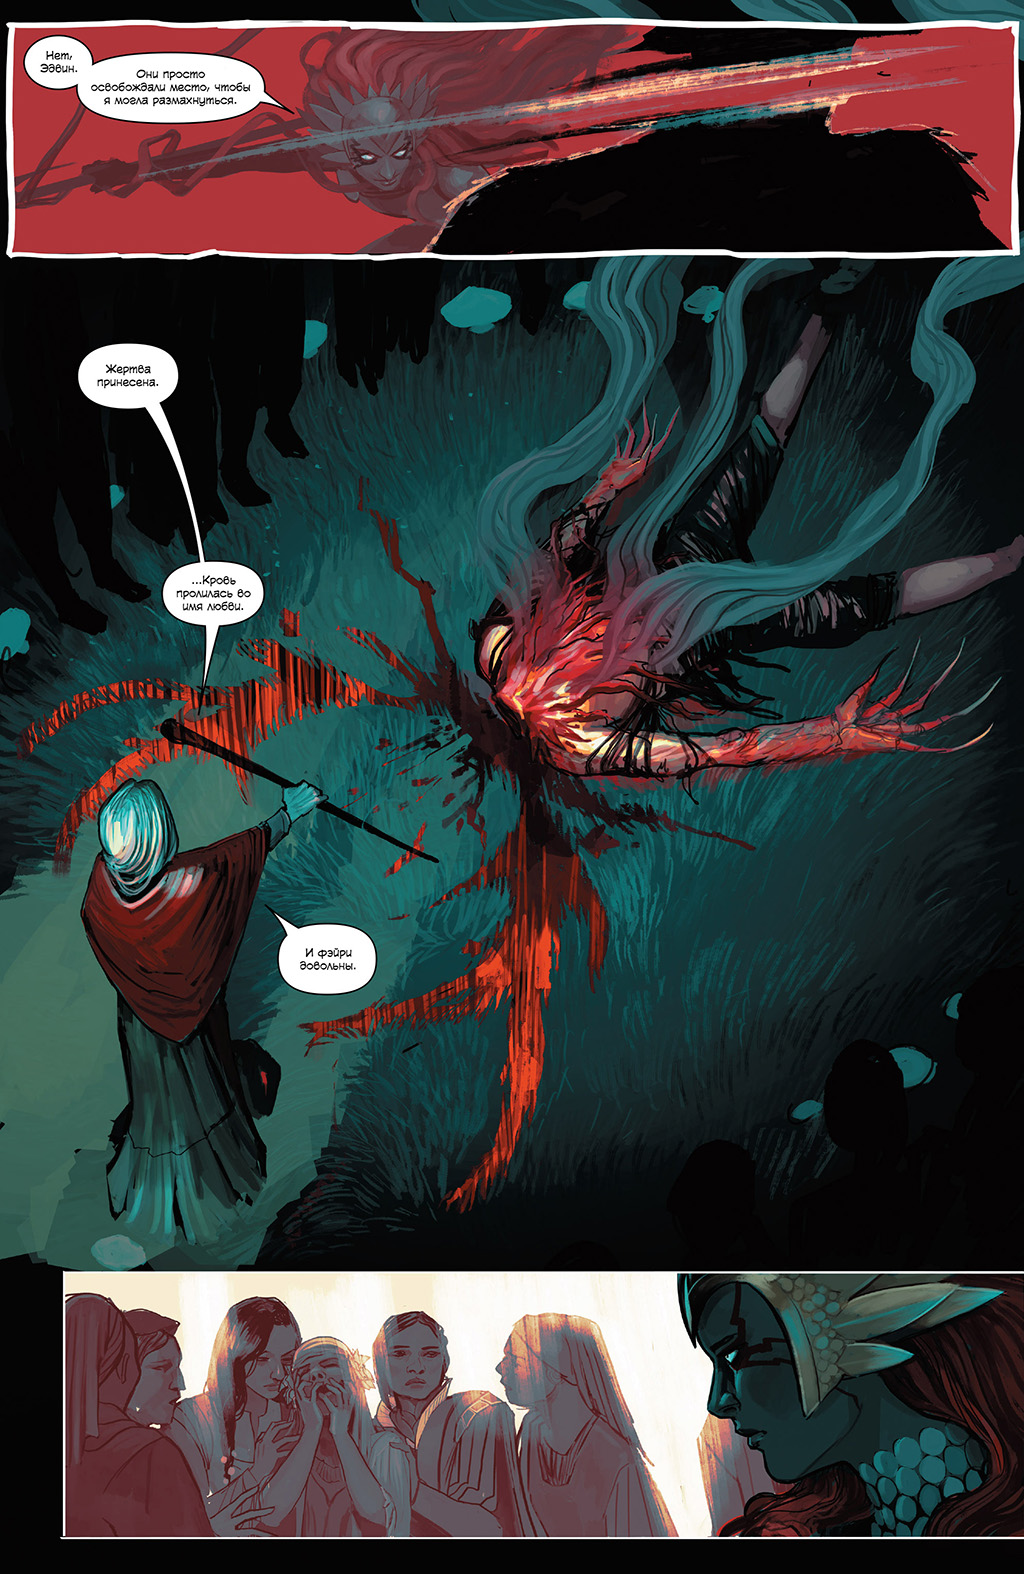 Нет,
Эдвин.
Они просто
освобождали место, чтобы
я могла размахнуться.
Жертва
принесена.
...Кровь
пролилась во
имя любви.
И фэйри
довольны.